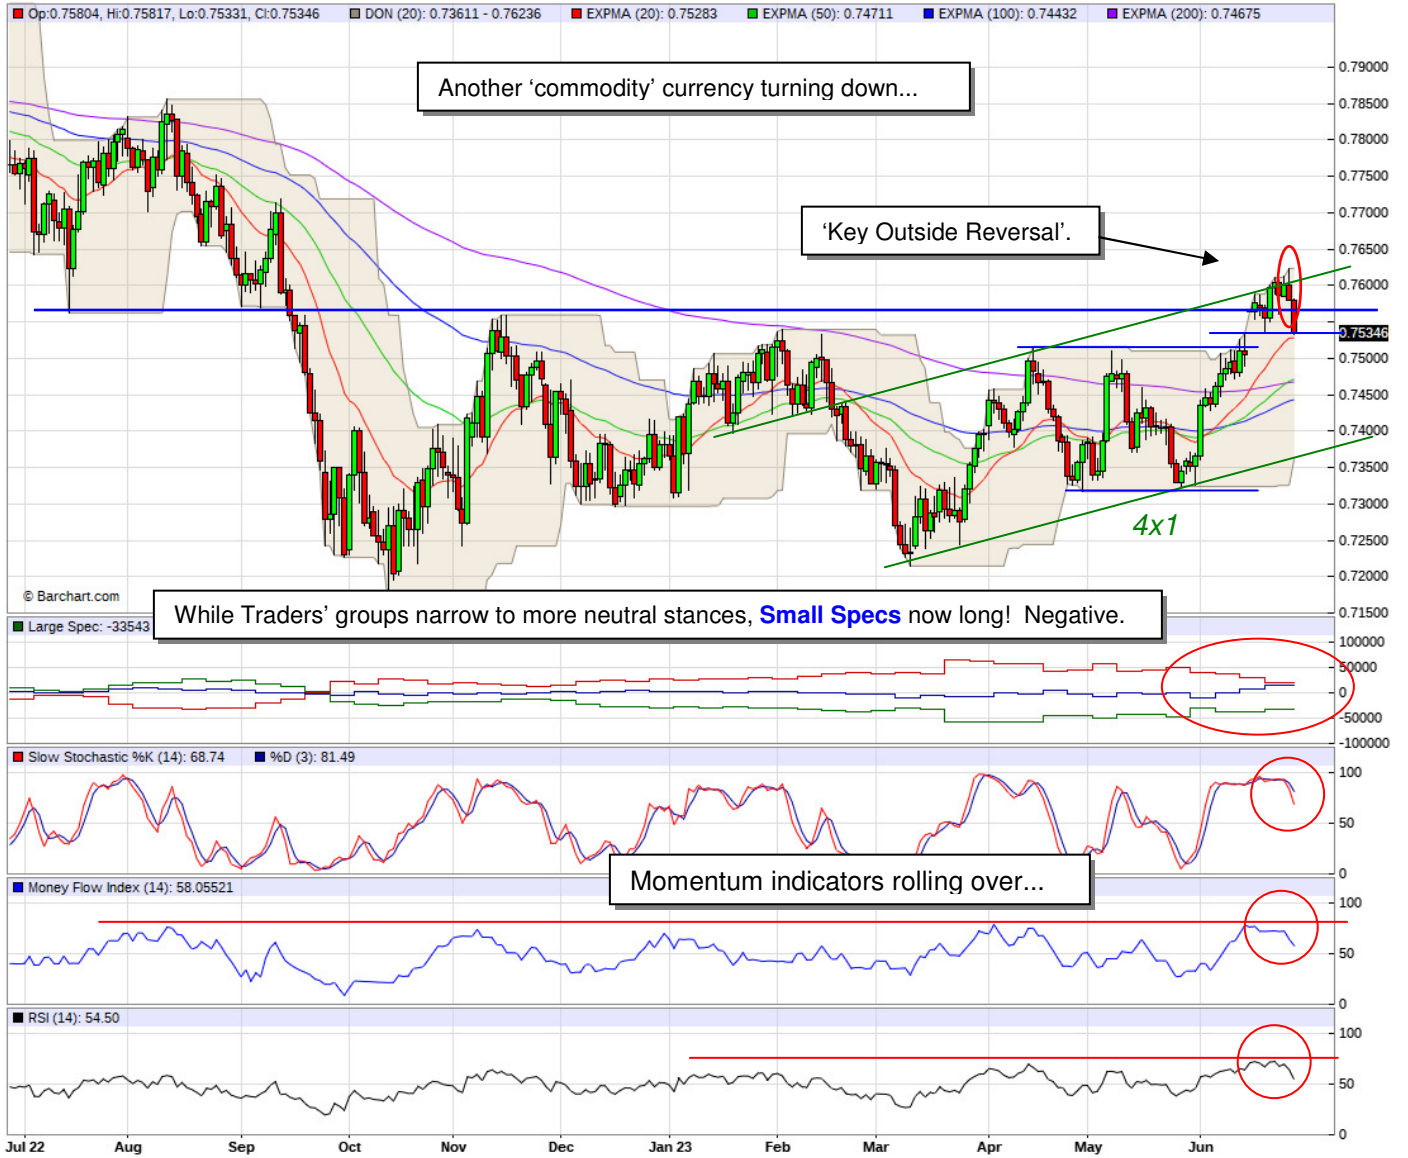 Op:0.75804, Hi:0.75817, Lo:0.75331, Cl:0.75346 DON (20): 0.73611 - 0.76236 EXPMA (20): 0.75283 EXPMA (50): 0.74711 EXPMA (100): 0.74432 EXPMA (200): 0.74675
0.79000
Another ‘commodity’ currency turning down...
0.78500
0.78000
0.77500
0.77000
‘Key Outside Reversal’.
0.76500
0.76000
0.75346
0.75000
0.74500
0.74000
0.73500
0.73000
4x1
0.72500
0.72000
© Barchart.com
0.71500
While Traders’ groups narrow to more neutral stances, Small Specs now long! Negative.
Large Spec: -33543
100000
50000
0
-50000
-100000
Slow Stochastic %K (14): 68.74 %D (3): 81.49
100
50
0
Momentum indicators rolling over...
Money Flow Index (14): 58.05521
100
50
0
RSI (14): 54.50
100
50
0
Jul 22 Aug Sep Oct Nov Dec Jan 23 Feb Mar Apr May Jun